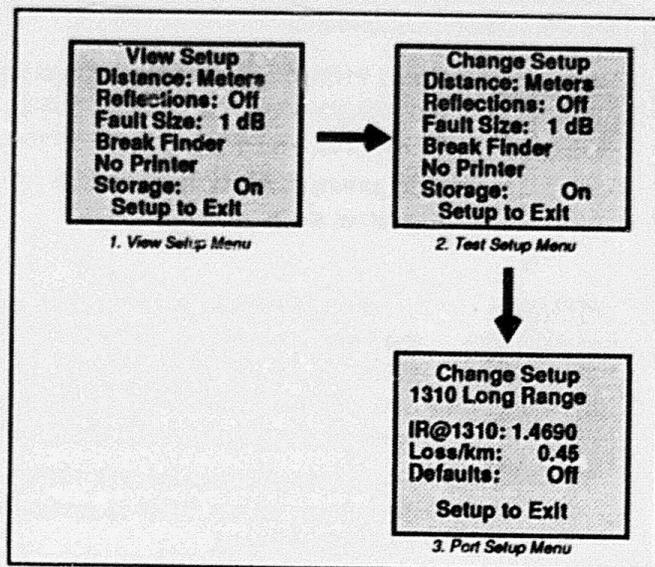 View Setup
Distance: Meters
Reflections: Off
Fault Size: 1 dB
Break Finder
No Printer
Storage: On
Setup to Exit
1. View Setup Menu
Change Setup
Distance: Meters
Reflections: Off
Fault Size: 1 dB
Break Finder
No Printer
Storage: On
Setup to Exit
2. Test Setup Menu
Change Setup
1310 Long Range
IR@1310: 1.4690
Loss/km: 0.45
Defaults: Off
Setup to Exit
3. Port Setup Menu